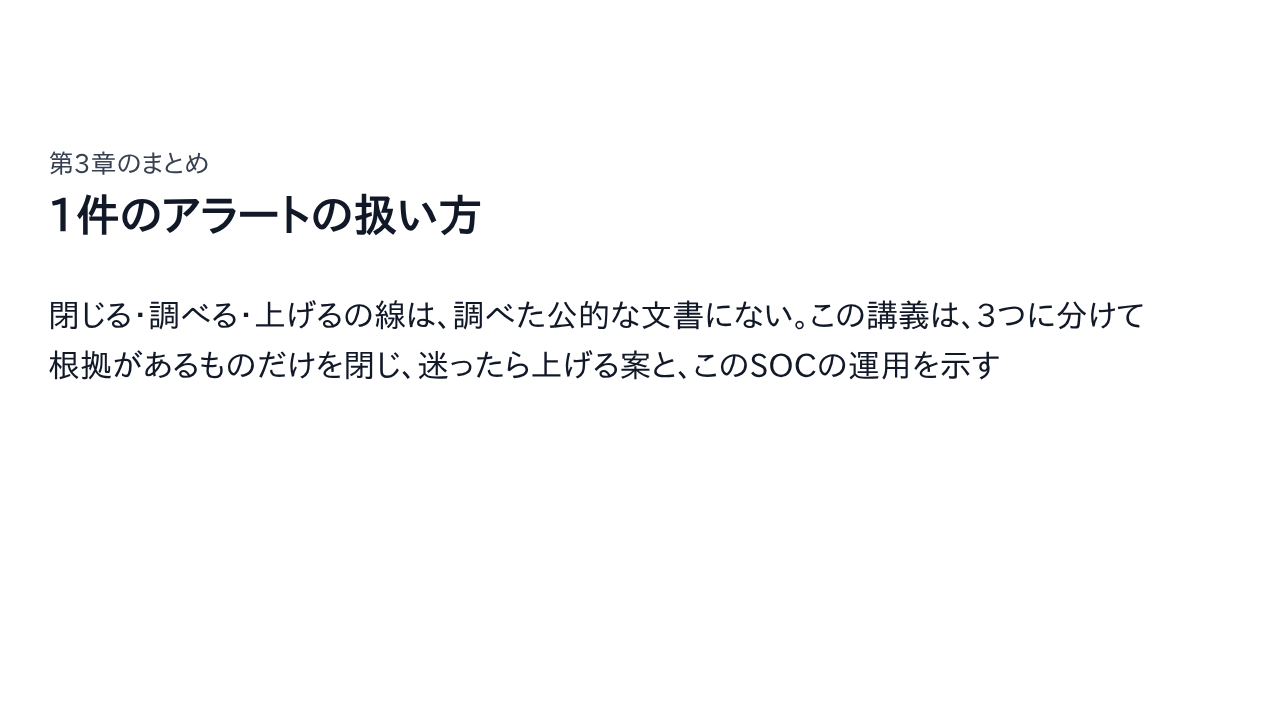 第3章のまとめ
1件のアラートの扱い方
閉じる・調べる・上げるの線は、調べた公的な文書にない。この講義は、3つに分けて
根拠があるものだけを閉じ、迷ったら上げる案と、このSOCの運用を示す